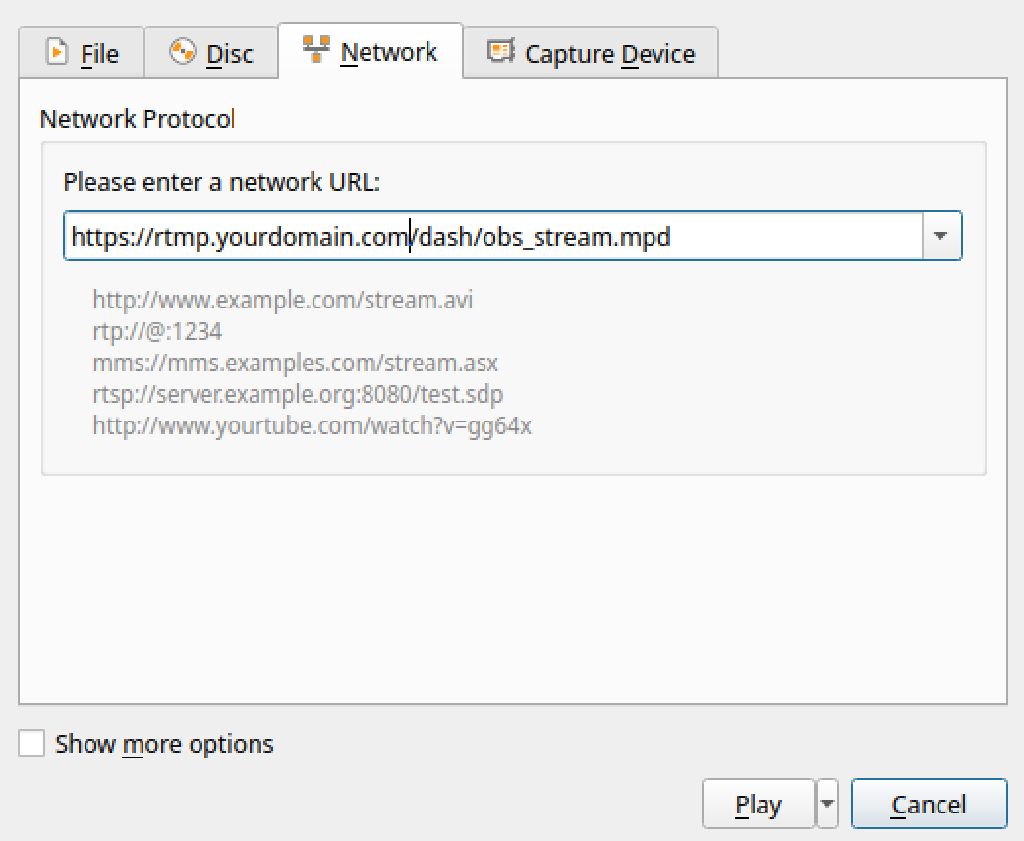 File Disc Network Capture Device
Network Protocol
Please enter a network URL:
https://rtmp.yourdomain.com/dash/obs_stream.mpd
http://www.example.com/stream.avi
rtp://@:1234
mms://mms.examples.com/stream.asx
rtsp://server.example.org:8080/test.sdp
http://www.yourtube.com/watch?v=gg64x
Show more options
Play Cancel